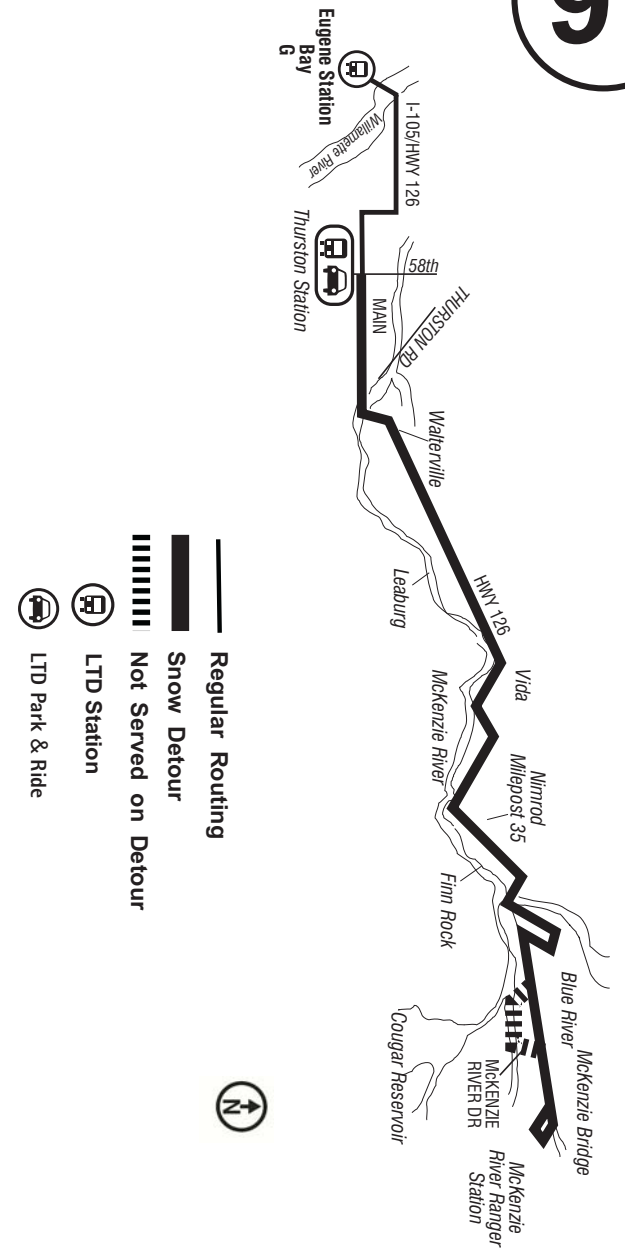 Eugene Station
Bay
G
I-105/HWY 126
Willamette River
Thurston Station
58th
MAIN
THURSTON RD
Walterville
Leaburg
HWY 126
Vida
McKenzie River
Nimrod
Milepost 35
Finn Rock
Blue River
Cougar Reservoir
McKENZIE
RIVER DR
McKenzie Bridge
McKenzie
River Ranger
Station
Regular Routing
Snow Detour
Not Served on Detour
LTD Station
LTD Park & Ride
N